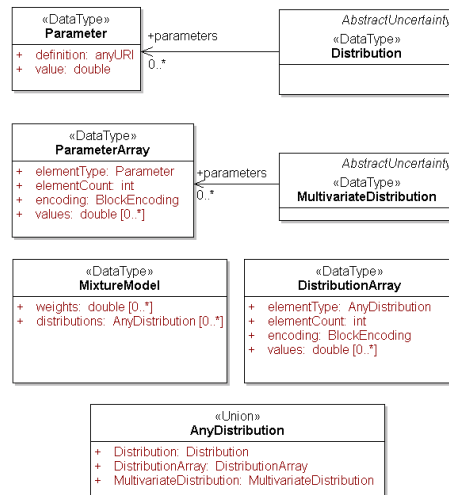 «DataType»
Parameter
+ definition: anyURI
+ value: double
+parameters
0..*
AbstractUncertainty
«DataType»
Distribution
«DataType»
ParameterArray
+ elementType: Parameter
+ elementCount: int
+ encoding: BlockEncoding
+ values: double [0..*]
+parameters
0..*
AbstractUncertainty
«DataType»
MultivariateDistribution
«DataType»
MixtureModel
+ weights: double [0..*]
+ distributions: AnyDistribution [0..*]
«DataType»
DistributionArray
+ elementType: AnyDistribution
+ elementCount: int
+ encoding: BlockEncoding
+ values: double [0..*]
«Union»
AnyDistribution
+ Distribution: Distribution
+ DistributionArray: DistributionArray
+ MultivariateDistribution: MultivariateDistribution